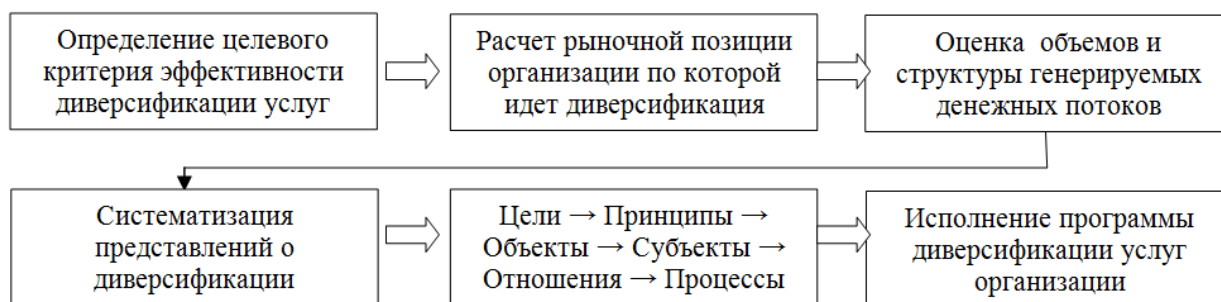 Определение целевого
критерия эффективности
диверсификации услуг
Расчет рыночной позиции
организации по которой
идет диверсификация
Оценка объемов и
структуры генерируемых
денежных потоков
Систематизация
представлений о
диверсификации
Цели → Принципы →
Объекты → Субъекты →
Отношения → Процессы
Исполнение программы
диверсификации услуг
организации